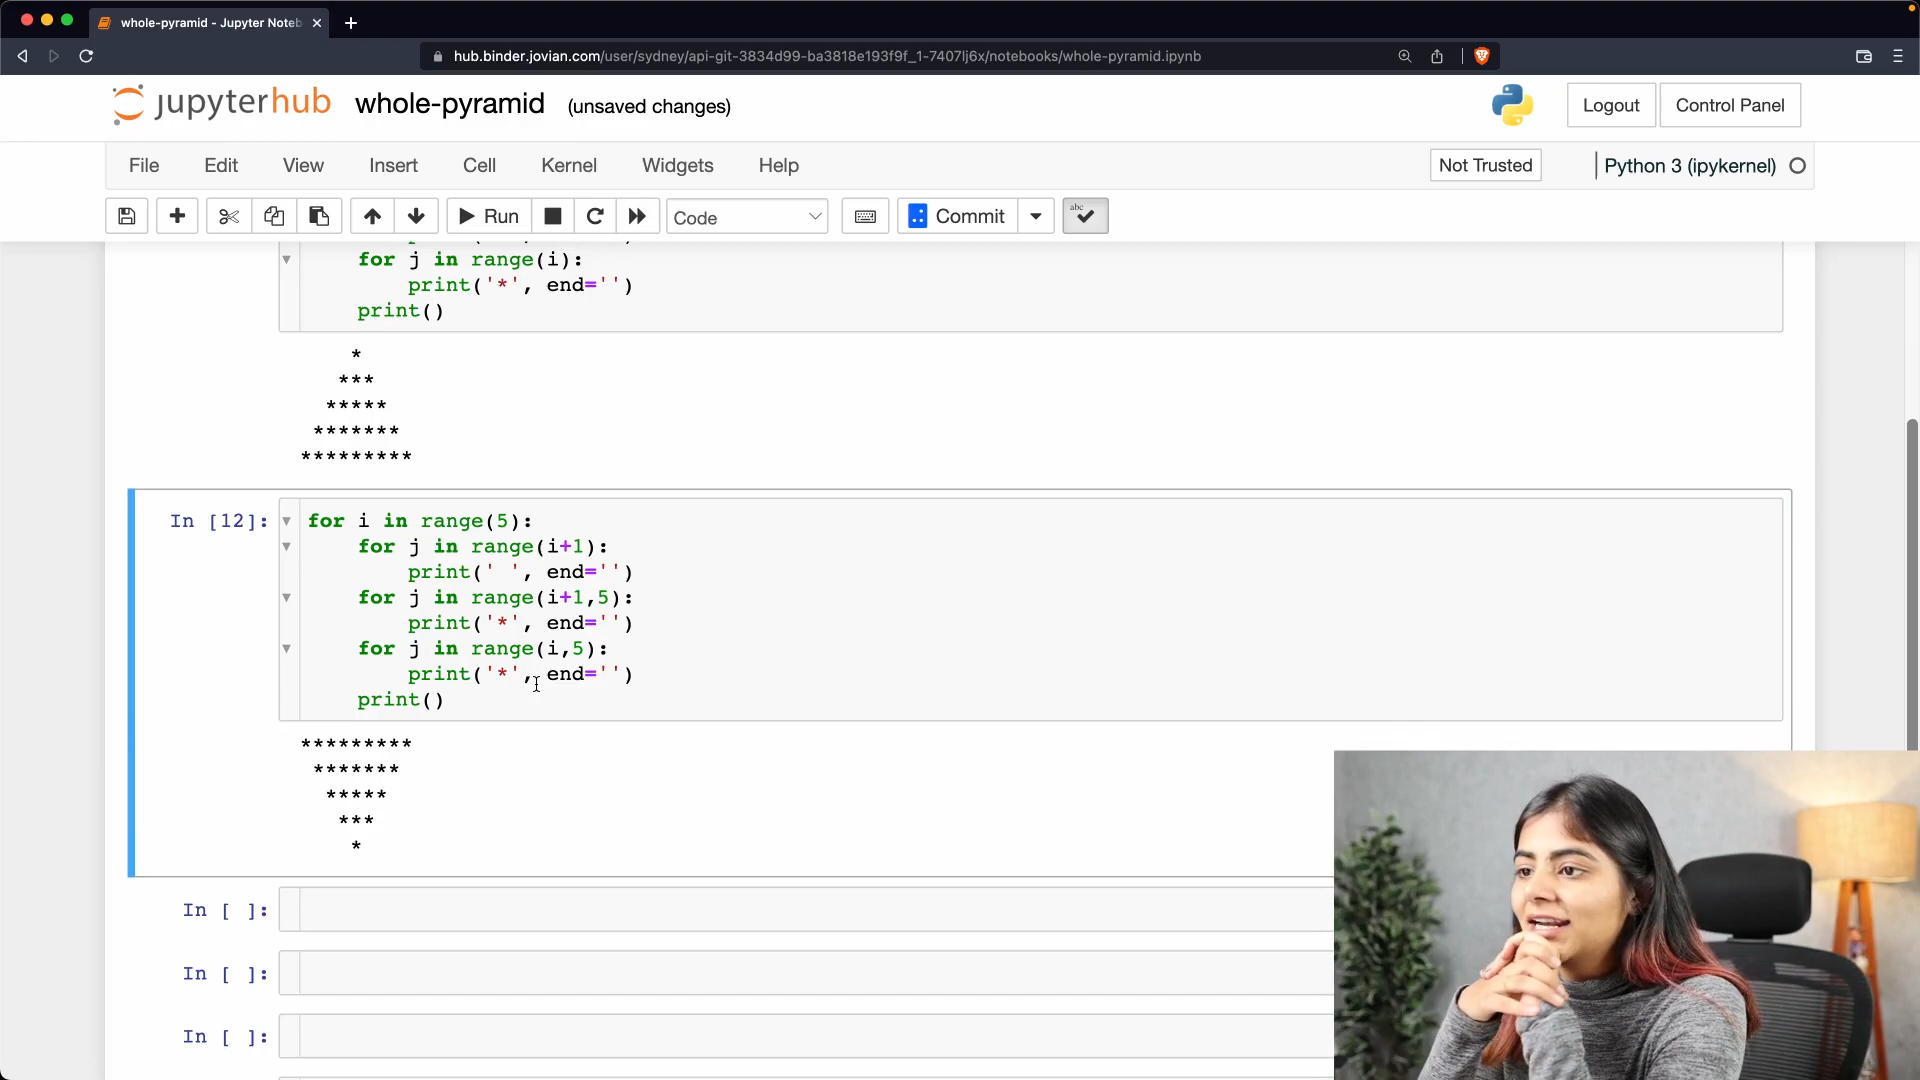 whole-pyramid - Jupyter Noteb
hub.binder.jovian.com/user/sydney/api-git-3834d99-ba3818e193f9f_1-7407lj6x/notebooks/whole-pyramid.ipynb
jupyterhub whole-pyramid (unsaved changes) Logout Control Panel
File Edit View Insert Cell Kernel Widgets Help Not Trusted Python 3 (ipykernel)
Run Code Commit abc
for j in range(i):
print('*', end='')
print()
*
***
*****
*******
*********
In [12]: for i in range(5):
for j in range(i+1):
print(' ', end='')
for j in range(i+1,5):
print('*', end='')
for j in range(i,5):
print('*', end='')
print()
*********
*******
*****
***
*
In [ ]:
In [ ]:
In [ ]: